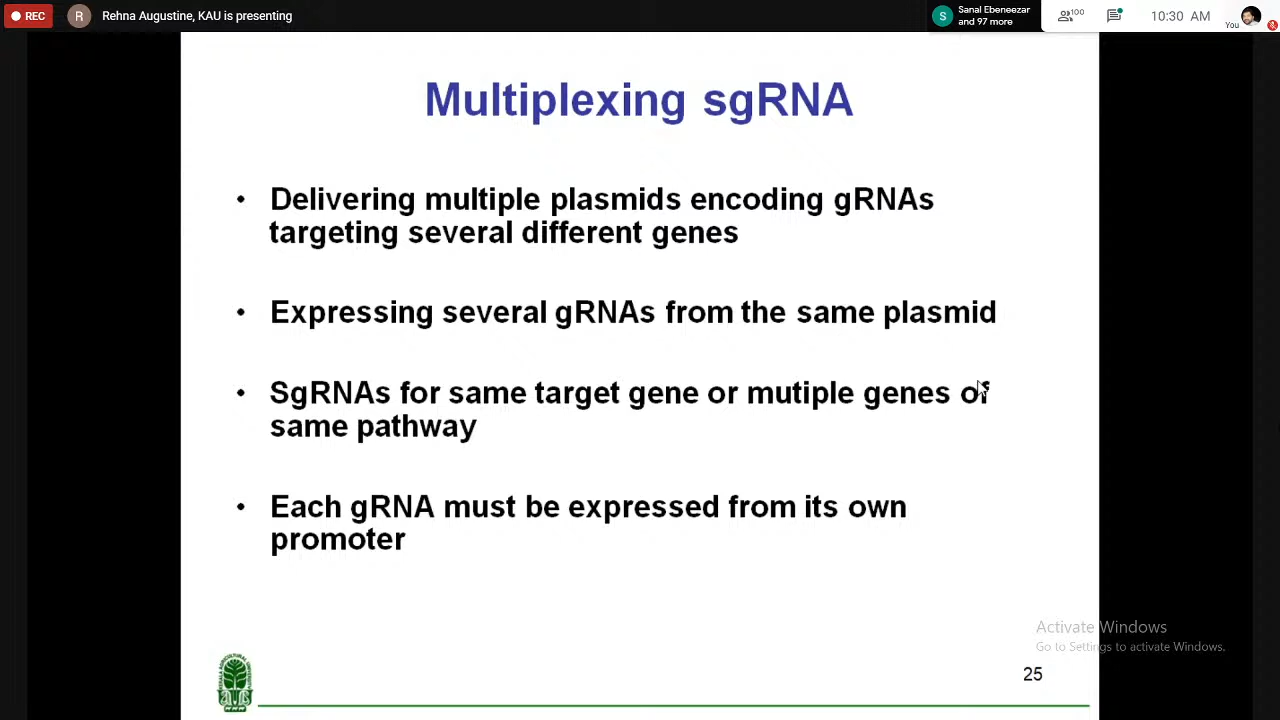 REC
R
Rehna Augustine, KAU is presenting
S
Sanal Ebeneezar
and 97 more
100
10:30 AM
You
Multiplexing sgRNA
• Delivering multiple plasmids encoding gRNAs
targeting several different genes
• Expressing several gRNAs from the same plasmid
• SgRNAs for same target gene or mutiple genes of
same pathway
• Each gRNA must be expressed from its own
promoter
Activate Windows
Go to Settings to activate Windows.
25